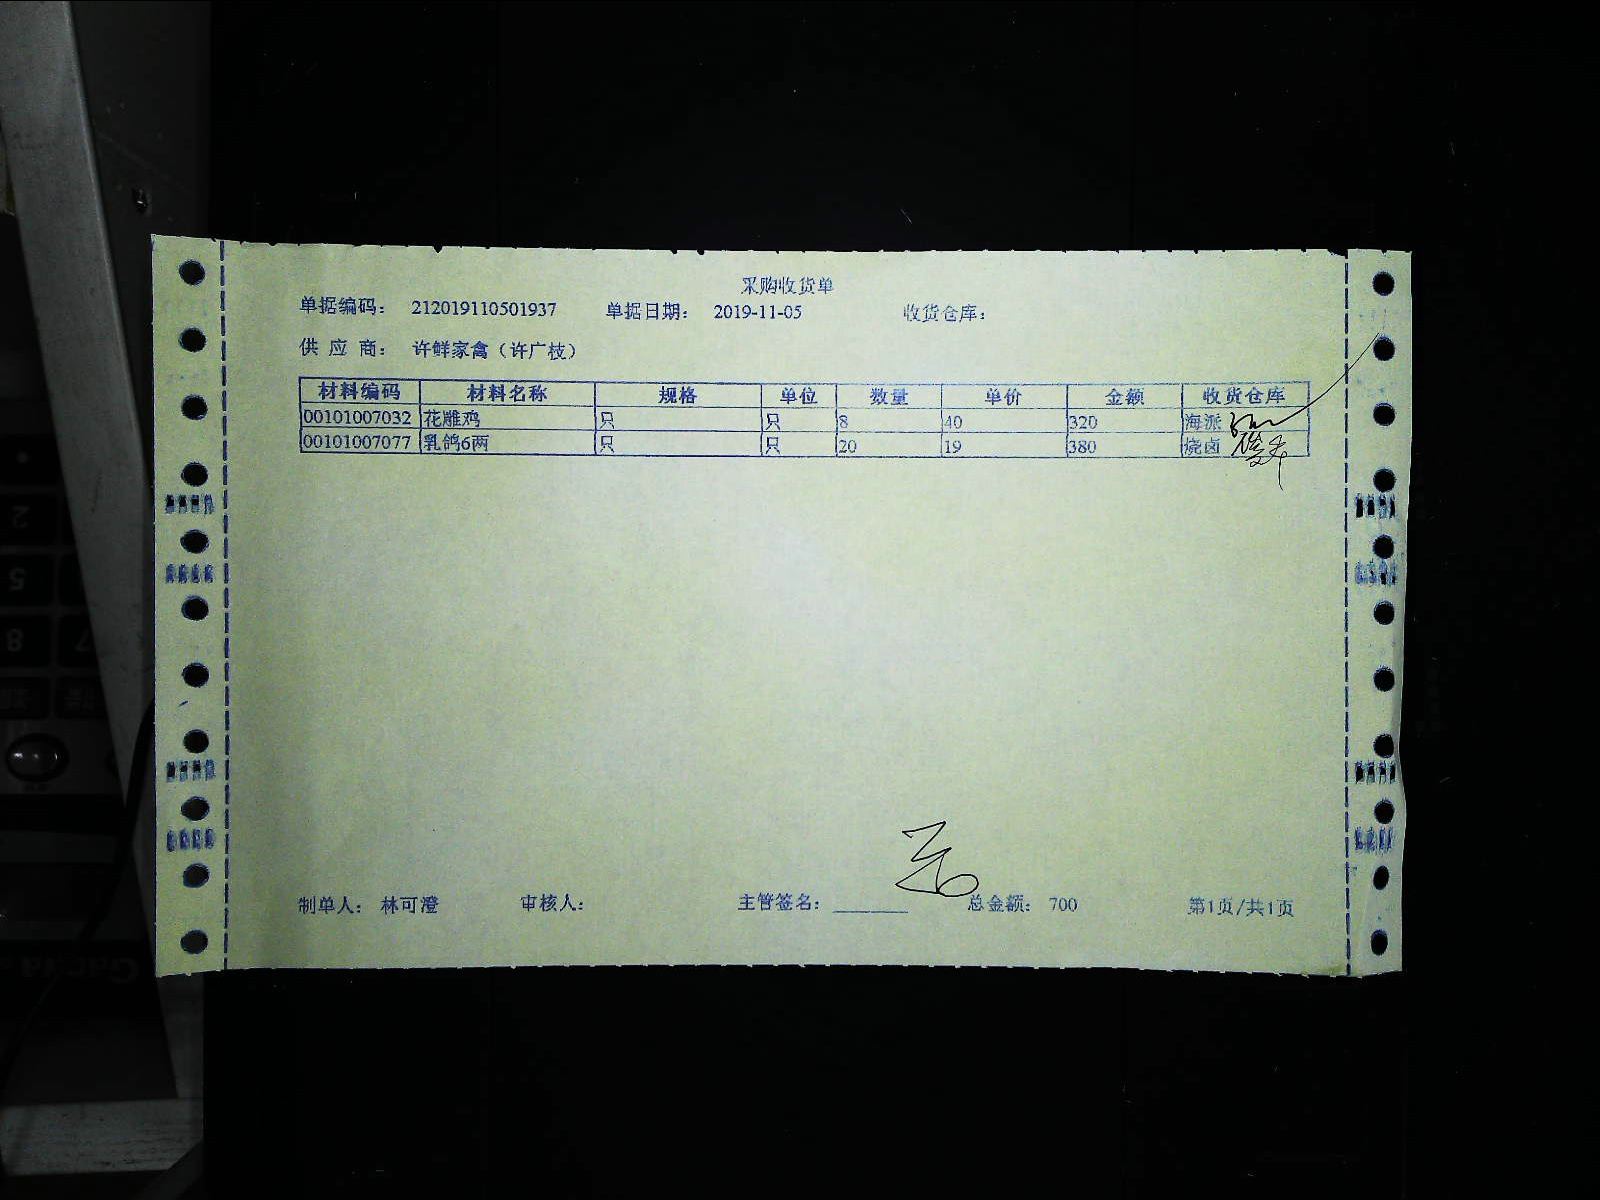 采购收货单
单据编码： 212019110501937 单据日期： 2019-11-05 收货仓库：
供 应 商： 许鲜家禽（许广枝）
材料编码 材料名称 规格 单位 数量 单价 金额 收货仓库
00101007032 花雕鸡 只 只 8 40 320 海派
00101007077 乳鸽6两 只 只 20 19 380 烧卤
制单人： 林可澄 审核人： 主管签名：________ 总金额： 700 第1页/共1页